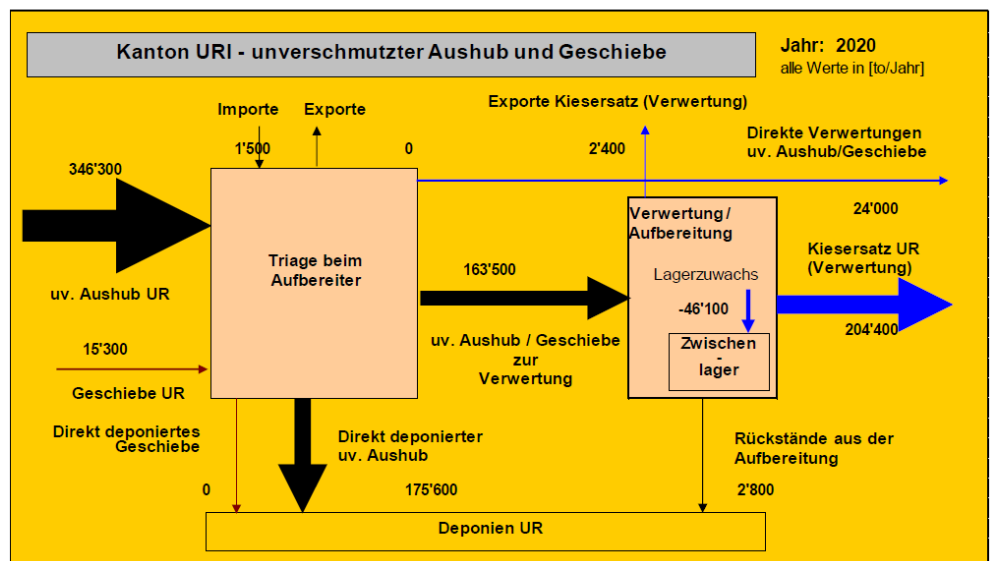 Kanton URI - unverschmutzter Aushub und Geschiebe
Jahr: 2020
alle Werte in [to/Jahr]
Importe
Exporte
Exporte Kiesersatz (Verwertung)
Direkte Verwertungen
uv. Aushub/Geschiebe
1'500
0
2'400
346'300
24'000
Verwertung /
Aufbereitung
Triage beim
Aufbereiter
Kiesersatz UR
(Verwertung)
163'500
Lagerzuwachs
uv. Aushub UR
-46'100
204'400
uv. Aushub / Geschiebe
zur
Verwertung
Zwischen
-
lager
15'300
Geschiebe UR
Direkt deponiertes
Geschiebe
Direkt deponierter
uv. Aushub
Rückstände aus der
Aufbereitung
0
175'600
2'800
Deponien UR